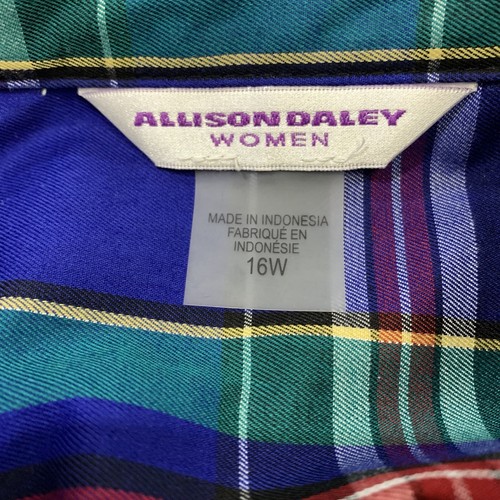 ALLISON DALEY
WOMEN
MADE IN INDONESIA
FABRIQUÉ EN
INDONÉSIE
16W